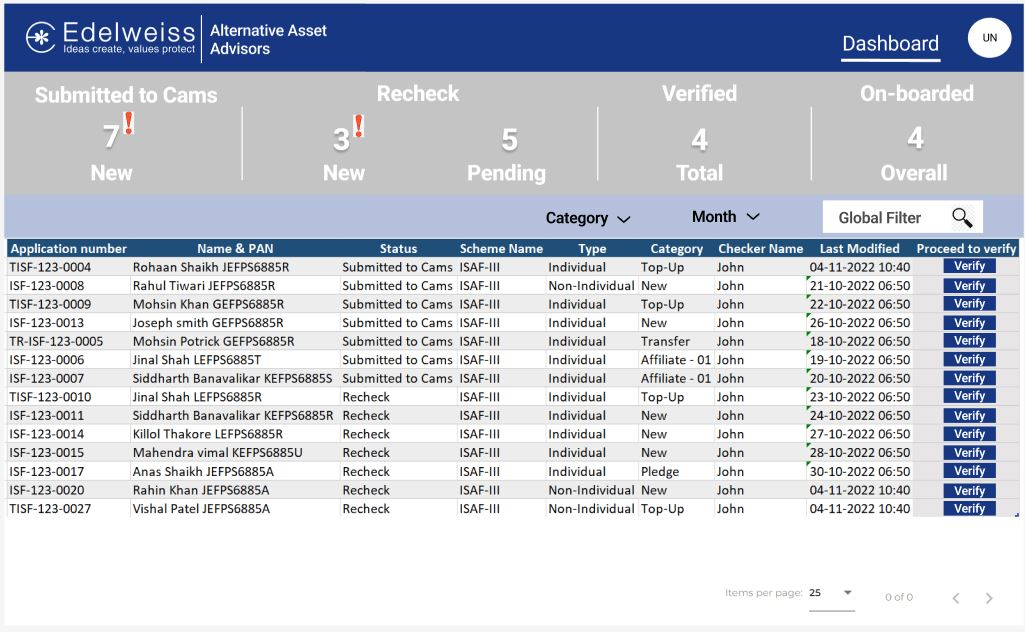 Edelweiss
Ideas create, values protect
Alternative Asset
Advisors
Dashboard
UN
Submitted to Cams
7❗
New
Recheck
3❗
New
5
Pending
Verified
4
Total
On-boarded
4
Overall
Category
Month
Global Filter
Application number Name & PAN Status Scheme Name Type Category Checker Name Last Modified Proceed to verify
TISF-123-0004 Rohaan Shaikh JEFPS6885R Submitted to Cams ISAF-III Individual Top-Up John 04-11-2022 10:40 Verify
ISF-123-0008 Rahul Tiwari JEFPS6885R Submitted to Cams ISAF-III Non-Individual New John 21-10-2022 06:50 Verify
TISF-123-0009 Mohsin Khan GEFPS6885R Submitted to Cams ISAF-III Individual Top-Up John 22-10-2022 06:50 Verify
ISF-123-0013 Joseph smith GEFPS6885R Submitted to Cams ISAF-III Individual New John 26-10-2022 06:50 Verify
TR-ISF-123-0005 Mohsin Potrick GEFPS6885R Submitted to Cams ISAF-III Individual Transfer John 18-10-2022 06:50 Verify
ISF-123-0006 Jinal Shah LEFPS6885T Submitted to Cams ISAF-III Individual Affiliate - 01 John 19-10-2022 06:50 Verify
ISF-123-0007 Siddharth Banavalikar KEFPS6885S Submitted to Cams ISAF-III Individual Affiliate - 01 John 20-10-2022 06:50 Verify
TISF-123-0010 Jinal Shah LEFPS6885R Recheck ISAF-III Individual Top-Up John 23-10-2022 06:50 Verify
ISF-123-0011 Siddharth Banavalikar KEFPS6885R Recheck ISAF-III Individual New John 24-10-2022 06:50 Verify
ISF-123-0014 Killol Thakore LEFPS6885R Recheck ISAF-III Individual New John 27-10-2022 06:50 Verify
ISF-123-0015 Mahendra vimal KEFPS6885U Recheck ISAF-III Individual New John 28-10-2022 06:50 Verify
ISF-123-0017 Anas Shaikh JEFPS6885A Recheck ISAF-III Individual Pledge John 30-10-2022 06:50 Verify
ISF-123-0020 Rahin Khan JEFPS6885A Recheck ISAF-III Non-Individual New John 04-11-2022 10:40 Verify
TISF-123-0027 Vishal Patel JEFPS6885A Recheck ISAF-III Non-Individual Top-Up John 04-11-2022 10:40 Verify
Items per page: 25 0 of 0